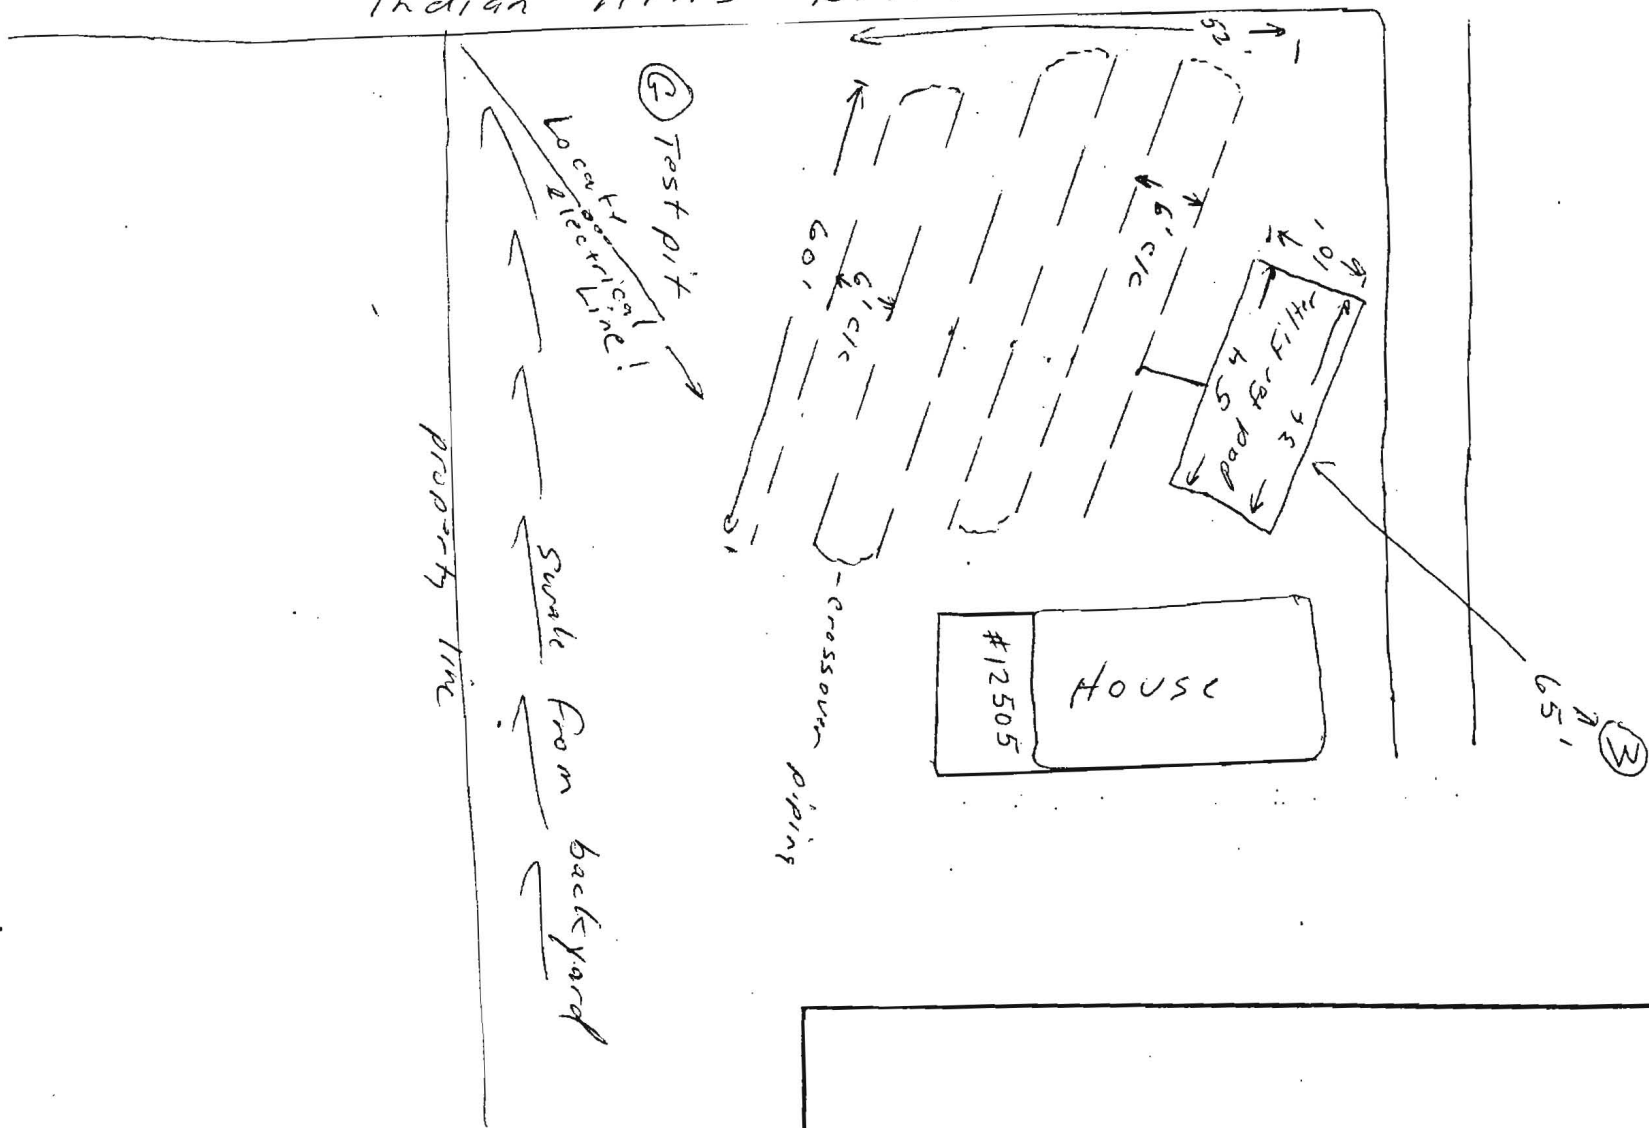 Indian
52'
G Test pit
Locate
electrical
Line!
60'
6' c/c
6' c/c
10'
54
pad for Filter
34
65'
3
House
#12505
- Crossover piping
Swale from backyard
property line